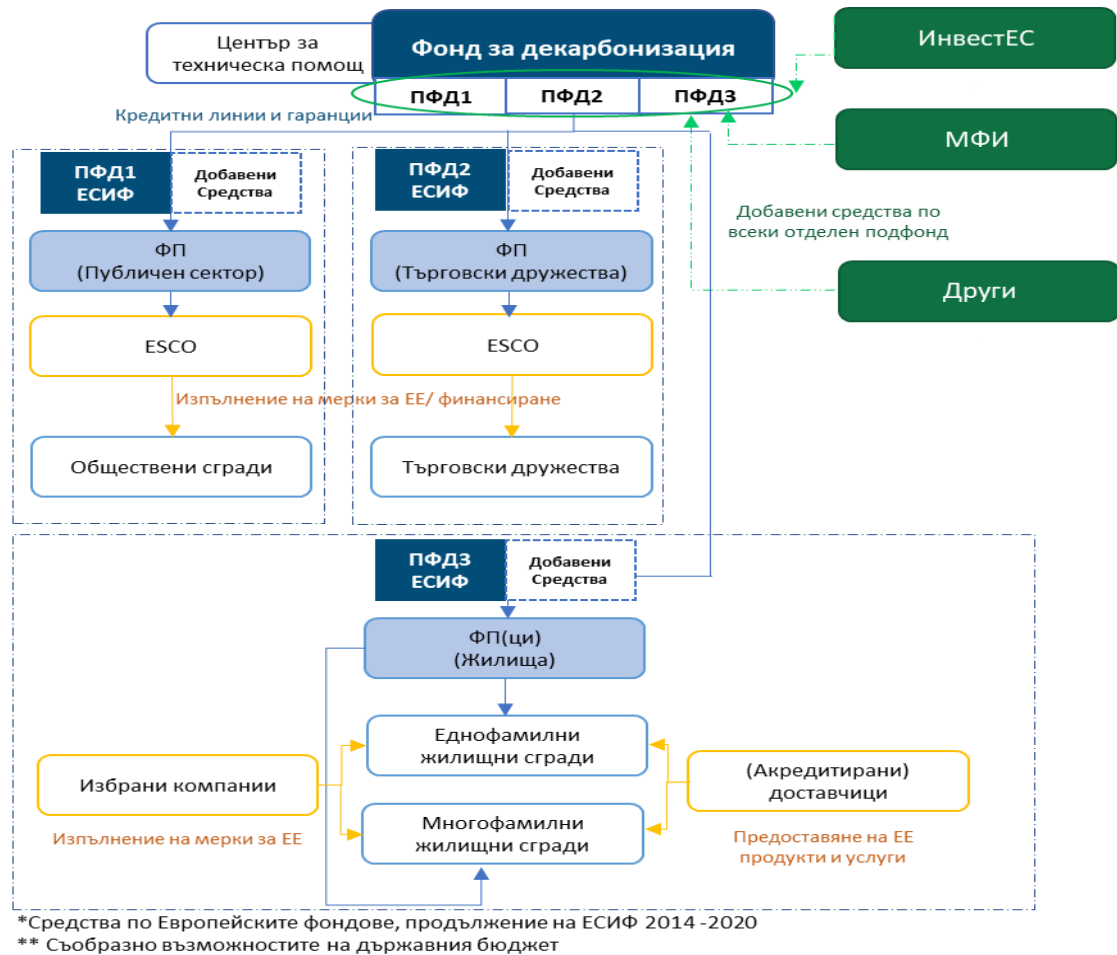 Център за
техническа помощ
Фонд за декарбонизация
ПФД1
ПФД2
ПФД3
ИнвестЕС
МФИ
Други
Кредитни линии и гаранции
Добавени средства по
всеки отделен подфонд
ПФД1
ЕСИФ
Добавени
Средства
ФП
(Публичен сектор)
ESCO
Обществени сгради
ПФД2
ЕСИФ
Добавени
Средства
ФП
(Търговски дружества)
ESCO
Изпълнение на мерки за ЕЕ/ финансиране
Търговски дружества
ПФД3
ЕСИФ
Добавени
Средства
ФП(ци)
(Жилища)
Еднофамилни
жилищни сгради
Избрани компании
(Акредитирани)
доставчици
Многофамилни
жилищни сгради
Изпълнение на мерки за ЕЕ
Предоставяне на ЕЕ
продукти и услуги
*Средства по Европейските фондове, продължение на ЕСИФ 2014 -2020
** Съобразно възможностите на държавния бюджет